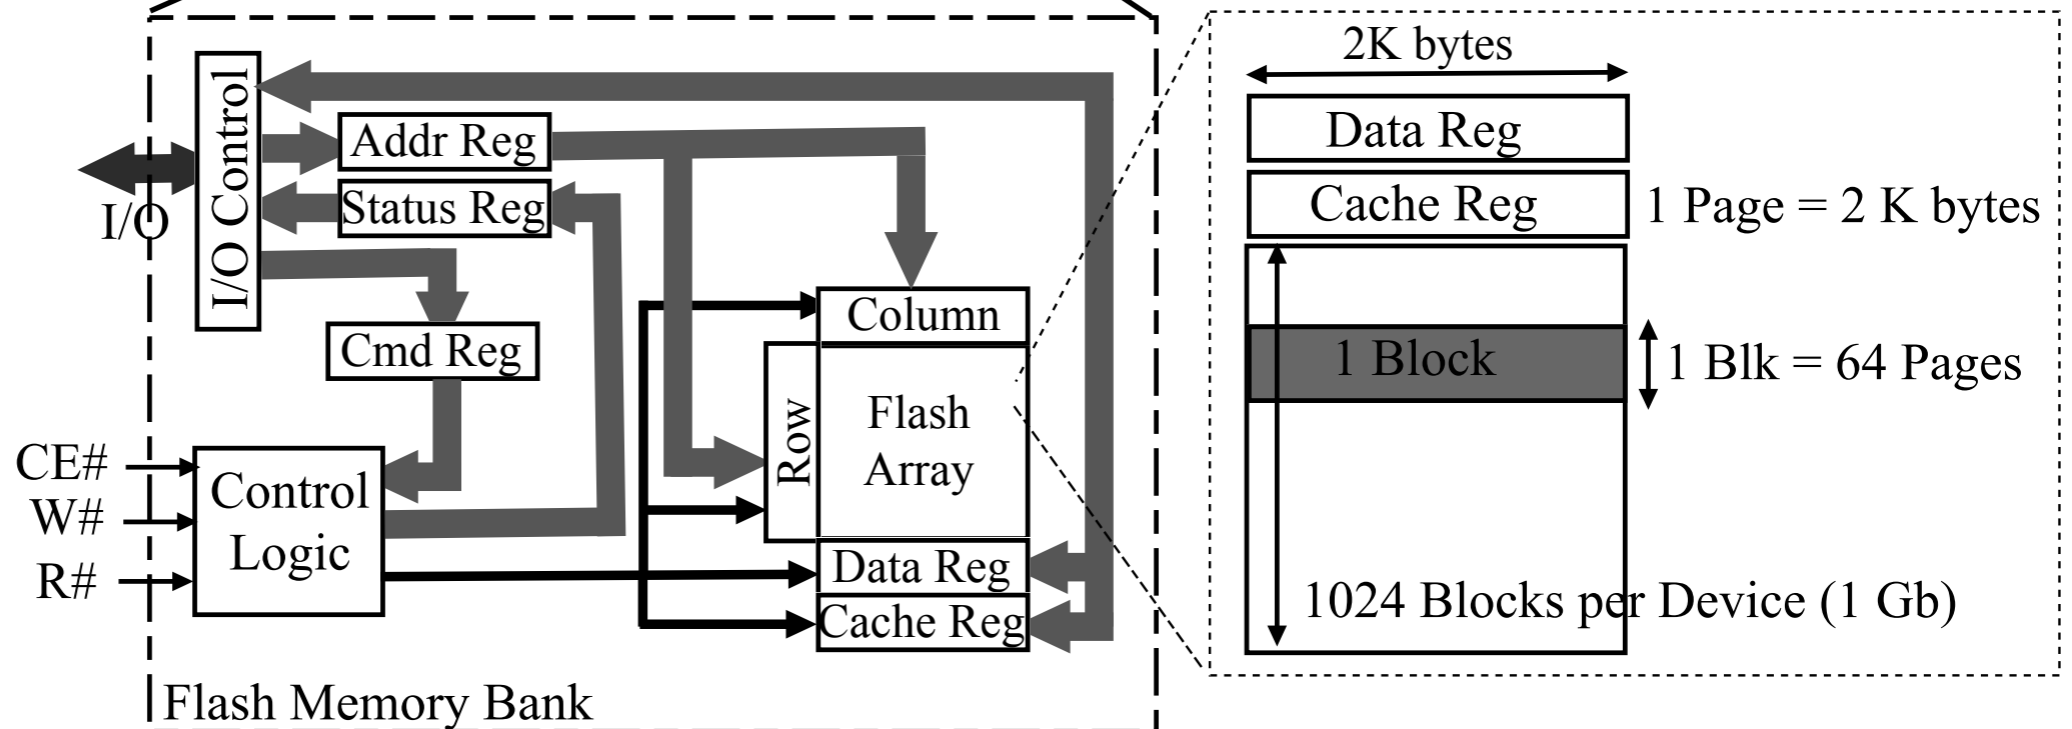 I/O
I/O Control
Addr Reg
Status Reg
Cmd Reg
CE#
W#
R#
Control
Logic
Column
Row
Flash
Array
Data Reg
Cache Reg
Flash Memory Bank
2K bytes
Data Reg
Cache Reg
1 Page = 2 K bytes
1 Block
1 Blk = 64 Pages
1024 Blocks per Device (1 Gb)